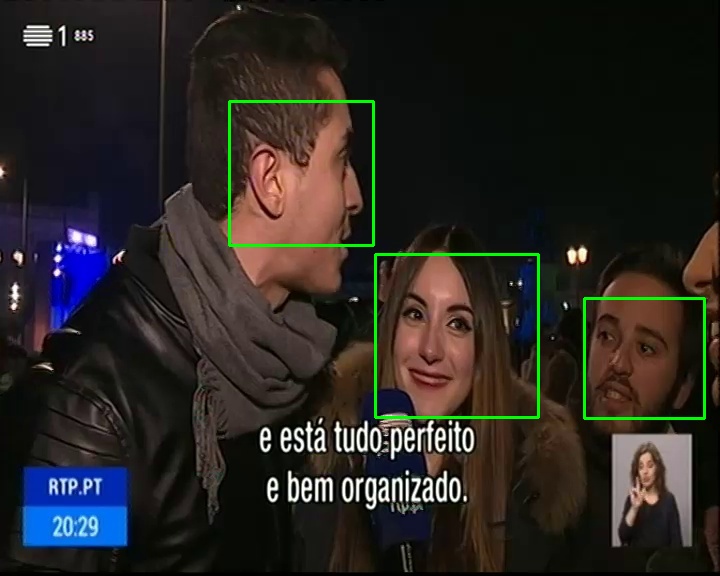 1 885
e está tudo perfeito
e bem organizado.
RTP.PT
20:29